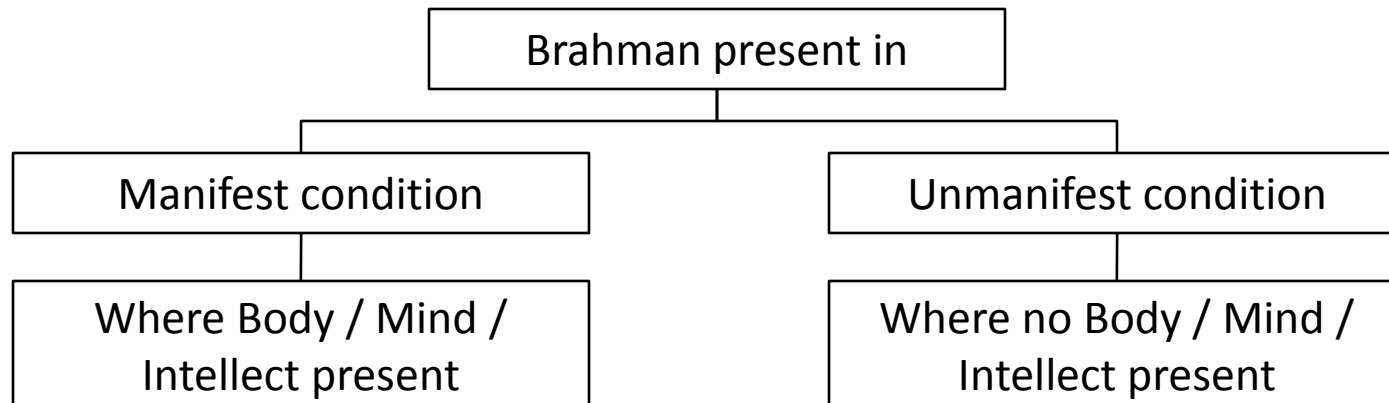 Brahman present in
Manifest condition
Unmanifest condition
Where Body / Mind /
Intellect present
Where no Body / Mind /
Intellect present